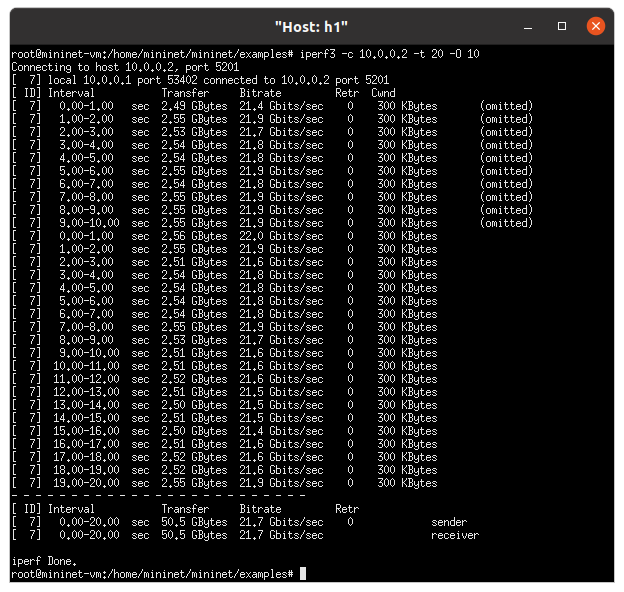 "Host: h1"
root@mininet-vm:/home/mininet/mininet/examples# iperf3 -c 10.0.0.2 -t 20 -O 10
Connecting to host 10.0.0.2, port 5201
[  7] local 10.0.0.1 port 53402 connected to 10.0.0.2 port 5201
[ ID] Interval           Transfer     Bitrate         Retr  Cwnd
[  7]   0.00-1.00   sec  2.49 GBytes  21.4 Gbits/sec    0    300 KBytes       (omitted)
[  7]   1.00-2.00   sec  2.55 GBytes  21.9 Gbits/sec    0    300 KBytes       (omitted)
[  7]   2.00-3.00   sec  2.53 GBytes  21.7 Gbits/sec    0    300 KBytes       (omitted)
[  7]   3.00-4.00   sec  2.54 GBytes  21.8 Gbits/sec    0    300 KBytes       (omitted)
[  7]   4.00-5.00   sec  2.54 GBytes  21.8 Gbits/sec    0    300 KBytes       (omitted)
[  7]   5.00-6.00   sec  2.55 GBytes  21.9 Gbits/sec    0    300 KBytes       (omitted)
[  7]   6.00-7.00   sec  2.54 GBytes  21.8 Gbits/sec    0    300 KBytes       (omitted)
[  7]   7.00-8.00   sec  2.55 GBytes  21.9 Gbits/sec    0    300 KBytes       (omitted)
[  7]   8.00-9.00   sec  2.55 GBytes  21.9 Gbits/sec    0    300 KBytes       (omitted)
[  7]   9.00-10.00  sec  2.55 GBytes  21.9 Gbits/sec    0    300 KBytes       (omitted)
[  7]   0.00-1.00   sec  2.56 GBytes  22.0 Gbits/sec    0    300 KBytes
[  7]   1.00-2.00   sec  2.55 GBytes  21.9 Gbits/sec    0    300 KBytes
[  7]   2.00-3.00   sec  2.51 GBytes  21.6 Gbits/sec    0    300 KBytes
[  7]   3.00-4.00   sec  2.54 GBytes  21.8 Gbits/sec    0    300 KBytes
[  7]   4.00-5.00   sec  2.54 GBytes  21.8 Gbits/sec    0    300 KBytes
[  7]   5.00-6.00   sec  2.54 GBytes  21.8 Gbits/sec    0    300 KBytes
[  7]   6.00-7.00   sec  2.54 GBytes  21.8 Gbits/sec    0    300 KBytes
[  7]   7.00-8.00   sec  2.55 GBytes  21.9 Gbits/sec    0    300 KBytes
[  7]   8.00-9.00   sec  2.53 GBytes  21.7 Gbits/sec    0    300 KBytes
[  7]   9.00-10.00  sec  2.51 GBytes  21.6 Gbits/sec    0    300 KBytes
[  7]  10.00-11.00  sec  2.51 GBytes  21.6 Gbits/sec    0    300 KBytes
[  7]  11.00-12.00  sec  2.52 GBytes  21.6 Gbits/sec    0    300 KBytes
[  7]  12.00-13.00  sec  2.51 GBytes  21.5 Gbits/sec    0    300 KBytes
[  7]  13.00-14.00  sec  2.50 GBytes  21.5 Gbits/sec    0    300 KBytes
[  7]  14.00-15.00  sec  2.51 GBytes  21.5 Gbits/sec    0    300 KBytes
[  7]  15.00-16.00  sec  2.50 GBytes  21.4 Gbits/sec    0    300 KBytes
[  7]  16.00-17.00  sec  2.51 GBytes  21.6 Gbits/sec    0    300 KBytes
[  7]  17.00-18.00  sec  2.52 GBytes  21.6 Gbits/sec    0    300 KBytes
[  7]  18.00-19.00  sec  2.52 GBytes  21.6 Gbits/sec    0    300 KBytes
[  7]  19.00-20.00  sec  2.55 GBytes  21.9 Gbits/sec    0    300 KBytes
- - - - - - - - - - - - - - - - - - - - - - - - -
[ ID] Interval           Transfer     Bitrate         Retr
[  7]   0.00-20.00  sec  50.5 GBytes  21.7 Gbits/sec    0             sender
[  7]   0.00-20.00  sec  50.5 GBytes  21.7 Gbits/sec                  receiver
iperf Done.
root@mininet-vm:/home/mininet/mininet/examples#